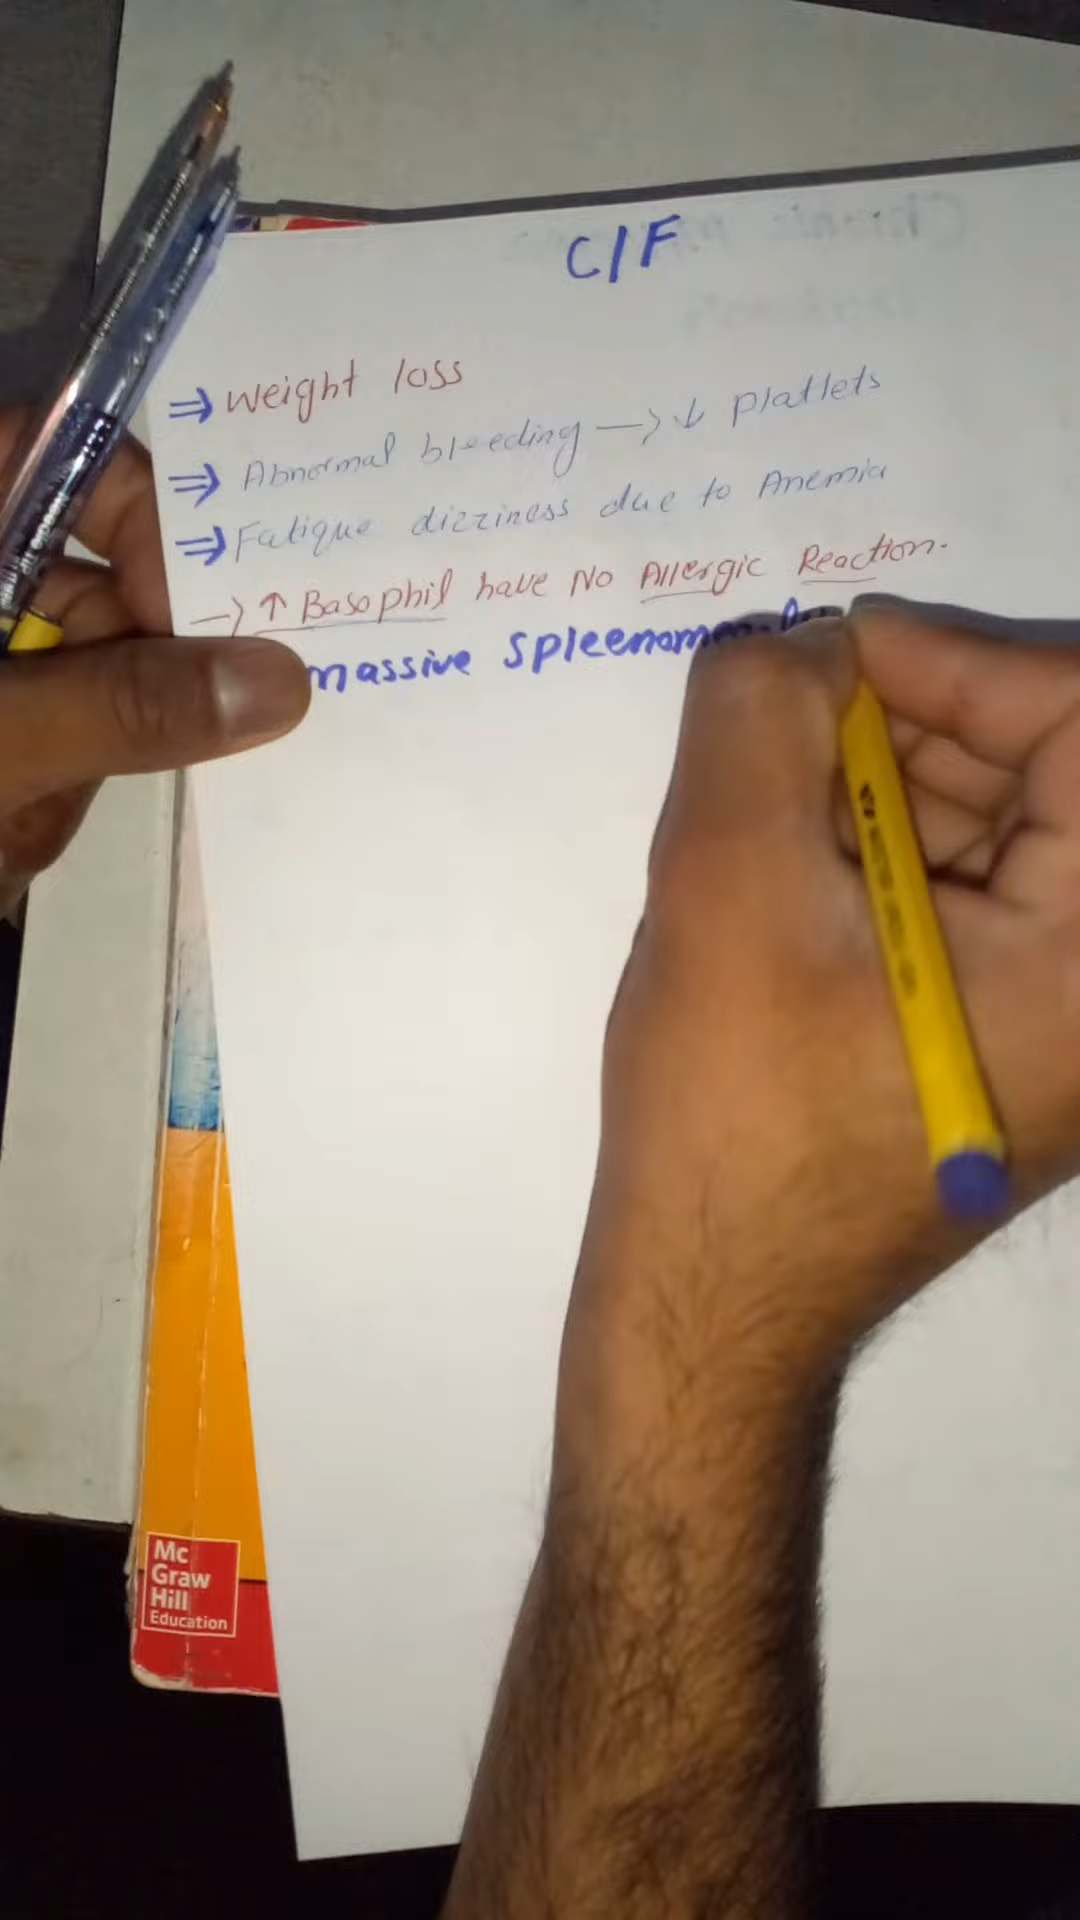 C/F
⇒ Weight loss
⇒ Abnormal bleeding → ↓ Platlets
⇒ Fatique dizziness due to Anemia
→ ↑ Basophil have No Allergic Reaction.
massive
Mc
Graw
Hill
Education